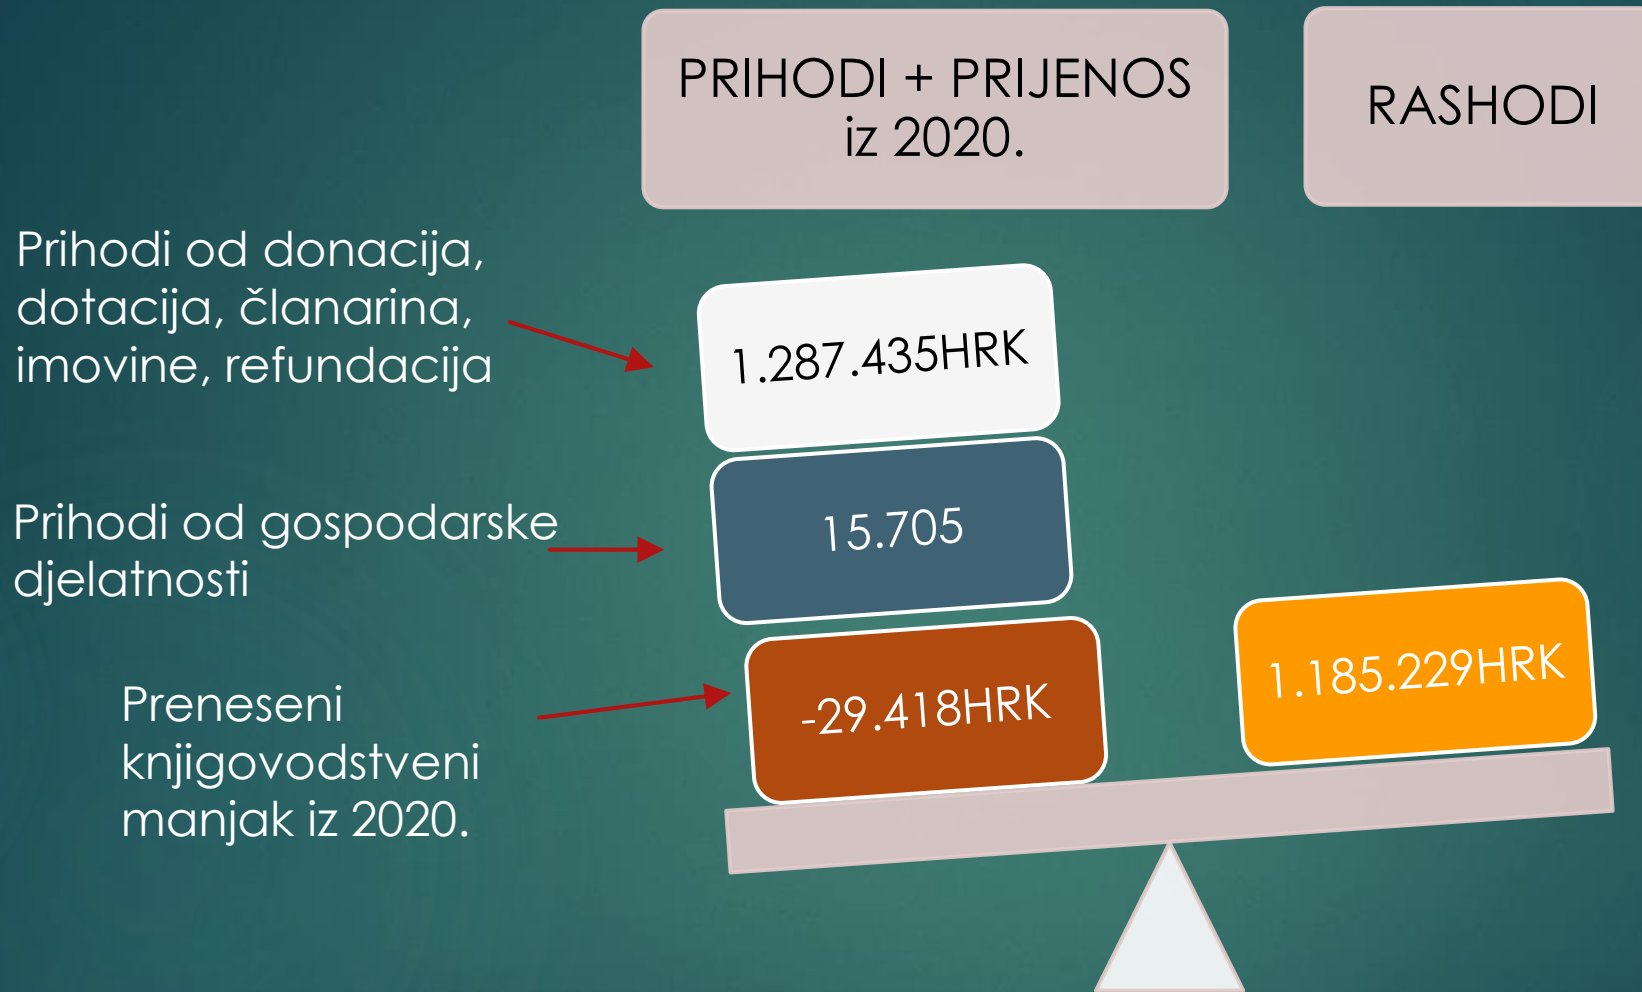 PRIHODI + PRIJENOS
iz 2020.
RASHODI
Prihodi od donacija,
dotacija, članarina,
imovine, refundacija
1.287.435HRK
Prihodi od gospodarske
djelatnosti
15.705
Preneseni
knjigovodstveni
manjak iz 2020.
-29.418HRK
1.185.229HRK